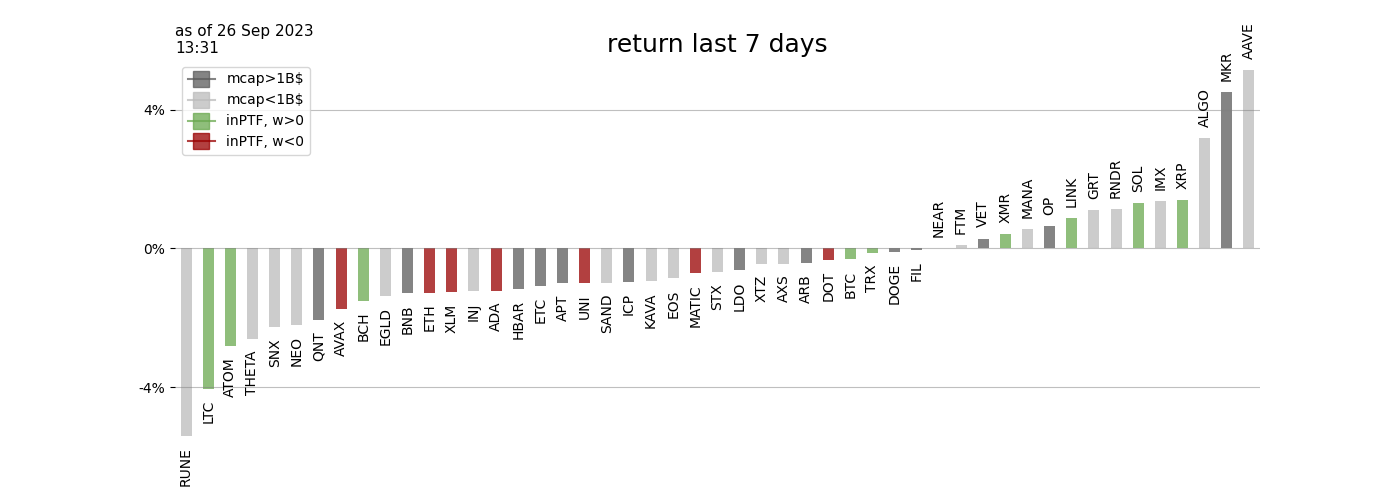 as of 26 Sep 2023
13:31
return last 7 days
mcap>1B$
mcap<1B$
inPTF, w>0
inPTF, w<0
4%
0%
-4%
RUNE
LTC
ATOM
THETA
SNX
NEO
QNT
AVAX
BCH
EGLD
BNB
ETH
XLM
INJ
ADA
HBAR
ETC
APT
UNI
SAND
ICP
KAVA
EOS
MATIC
STX
LDO
XTZ
AXS
ARB
DOT
BTC
TRX
DOGE
FIL
NEAR
FTM
VET
XMR
MANA
OP
LINK
GRT
RNDR
SOL
IMX
XRP
ALGO
MKR
AAVE